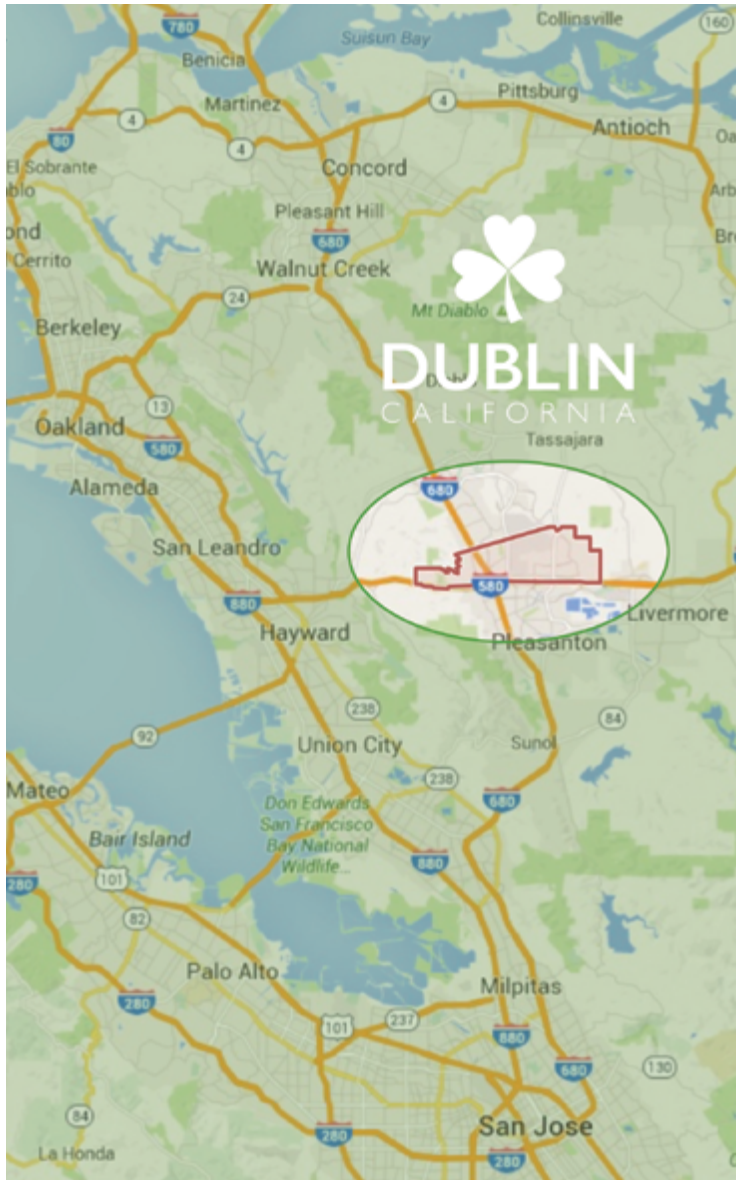 Collinsville
160
780
Suisun Bay
Benicia
Martinez
Pittsburg
4
4
4
Antioch
80
El Sobrante
Concord
Pleasant Hill
680
Cerrito
Walnut Creek
24
Mt Diablo
Berkeley
DUBLIN
CALIFORNIA
13
Oakland
580
Tassajara
Alameda
680
San Leandro
580
880
Livermore
Hayward
Pleasanton
238
84
92
Union City
Sunol
238
Mateo
680
Don Edwards
San Francisco
Bay National
Wildlife...
Bair Island
880
280
101
82
Palo Alto
Milpitas
280
101
237
880
680
130
84
280
San Jose
280
La Honda